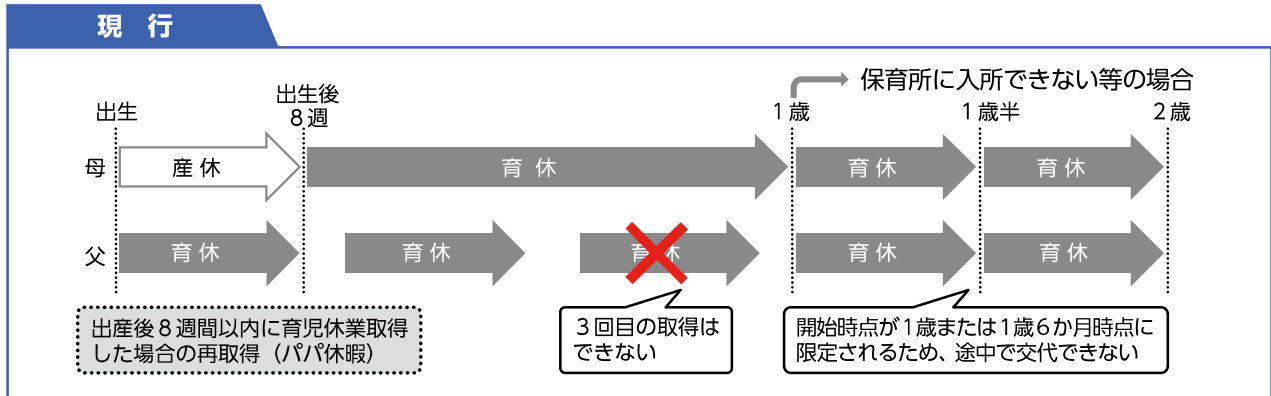 現 行
保育所に入所できない等の場合
出生
出生後
8週
1歳
1歳半
2歳
母
産休
育 休
育休
育休
父
育休
育休
育休
育休
育休
出産後8週間以内に育児休業取得
した場合の再取得(パパ休暇)
3回目の取得は
できない
開始時点が1歳または1歳6か月時点に
限定されるため、途中で交代できない